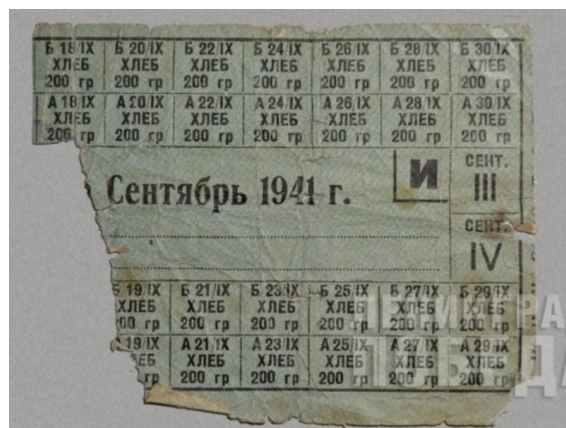 Б 18/IX Б 20/IX Б 22/IX Б 24/IX Б 26/IX Б 28/IX Б 30/IX
ХЛЕБ ХЛЕБ ХЛЕБ ХЛЕБ ХЛЕБ ХЛЕБ ХЛЕБ
200 гр 200 гр 200 гр 200 гр 200 гр 200 гр 200 гр
А 18/IX А 20/IX А 22/IX А 24/IX А 26/IX А 28/IX А 30/IX
ХЛЕБ ХЛЕБ ХЛЕБ ХЛЕБ ХЛЕБ ХЛЕБ ХЛЕБ
200 гр 200 гр 200 гр 200 гр 200 гр 200 гр 200 гр
Сентябрь 1941 г.
И
СЕНТ.
III
СЕНТ.
IV
Б 19/IX Б 21/IX Б 23/IX Б 25/IX Б 27/IX Б 29/IX
ХЛЕБ ХЛЕБ ХЛЕБ ХЛЕБ ХЛЕБ ХЛЕБ
200 гр 200 гр 200 гр 200 гр 200 гр 200 гр
19/IX А 21/IX А 23/IX А 25/IX А 27/IX А 29/IX
ХЛЕБ ХЛЕБ ХЛЕБ ХЛЕБ ХЛЕБ
гр 200 гр 200 гр 200 гр 200 гр 200 гр